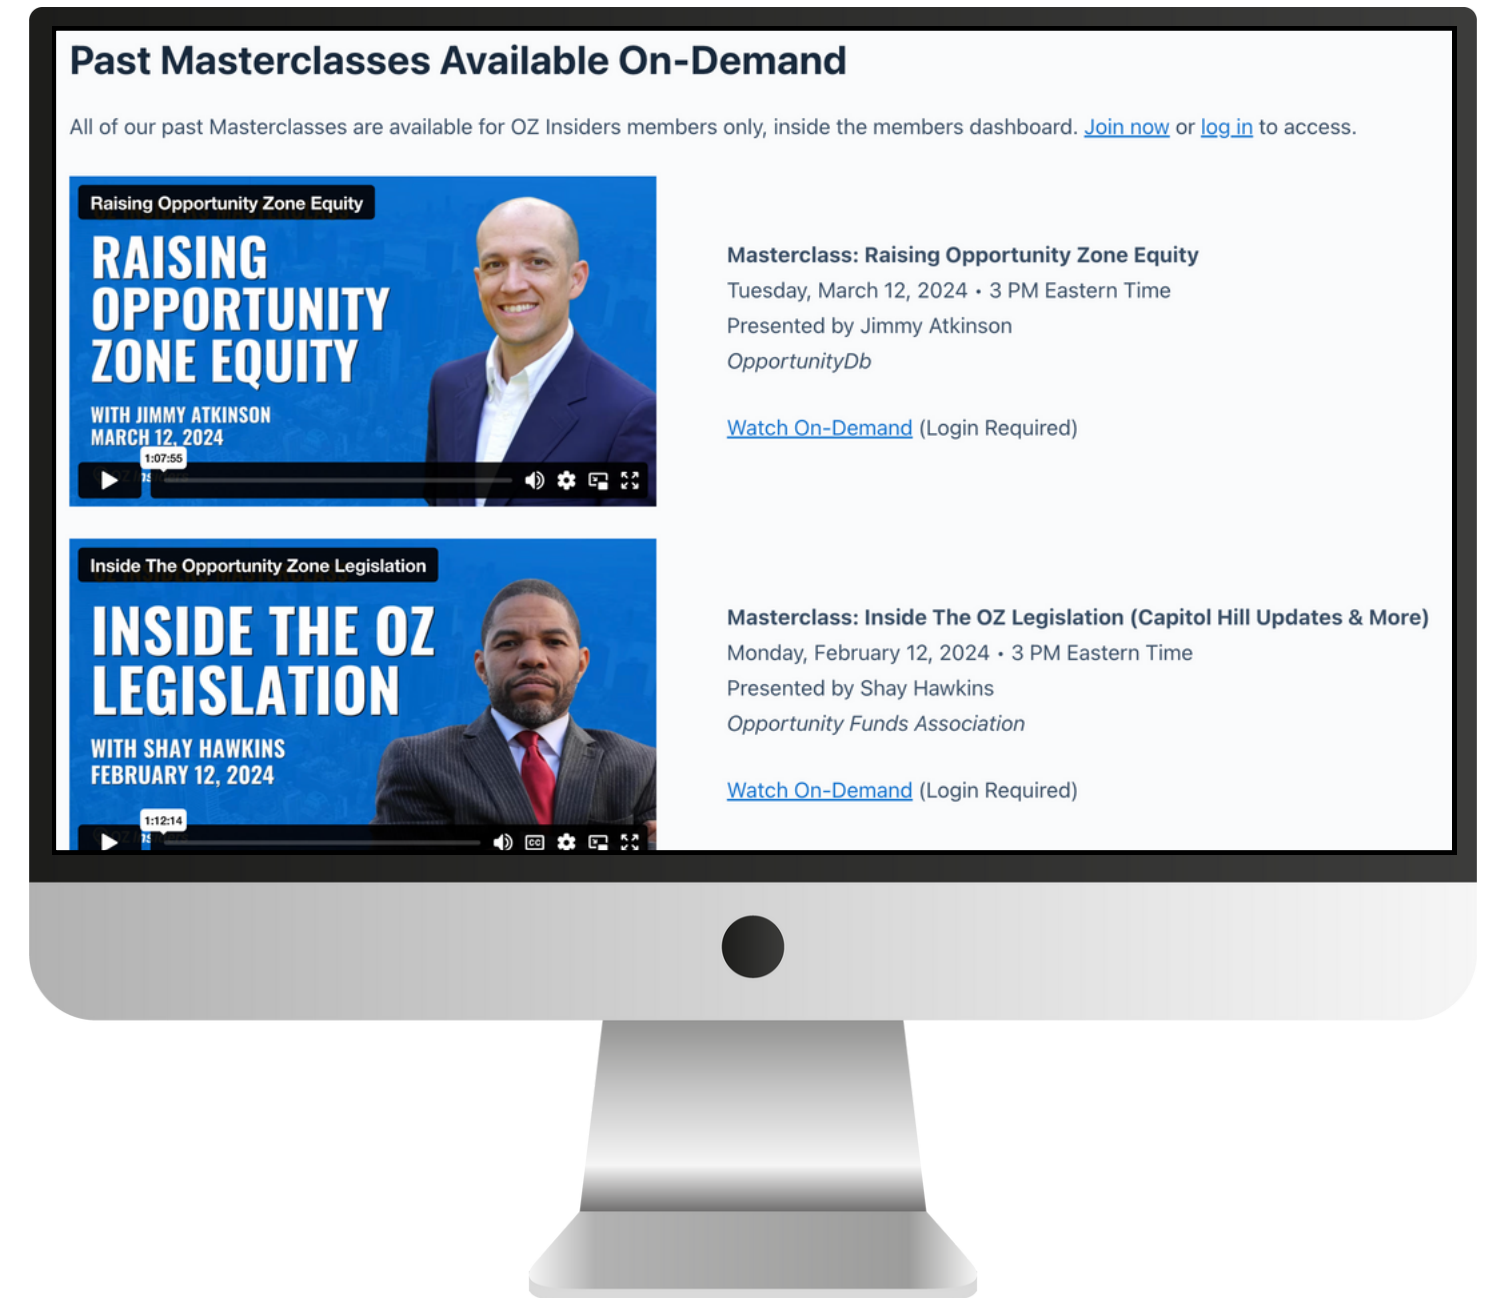 Past Masterclasses Available On-Demand
All of our past Masterclasses are available for OZ Insiders members only, inside the members dashboard. Join now or log in to access.
Raising Opportunity Zone Equity
RAISING
OPPORTUNITY
ZONE EQUITY
WITH JIMMY ATKINSON
MARCH 12, 2024
1:07:55
Masterclass: Raising Opportunity Zone Equity
Tuesday, March 12, 2024 • 3 PM Eastern Time
Presented by Jimmy Atkinson
OpportunityDb
Watch On-Demand (Login Required)
Inside The Opportunity Zone Legislation
INSIDE THE OZ
LEGISLATION
WITH SHAY HAWKINS
FEBRUARY 12, 2024
1:12:14
CC
Masterclass: Inside The OZ Legislation (Capitol Hill Updates & More)
Monday, February 12, 2024 • 3 PM Eastern Time
Presented by Shay Hawkins
Opportunity Funds Association
Watch On-Demand (Login Required)